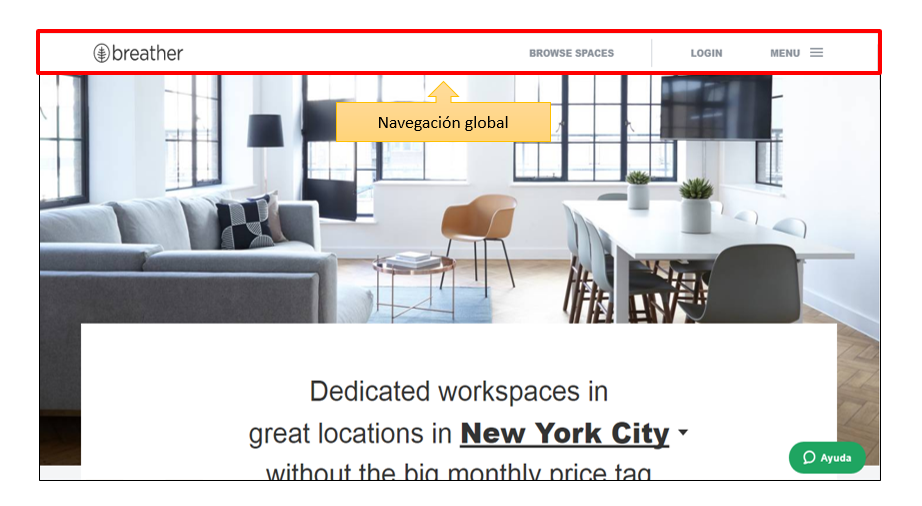 breather
BROWSE SPACES
LOGIN
MENU
Navegación global
Dedicated workspaces in
great locations in New York City
without the big monthly price tag
Ayuda